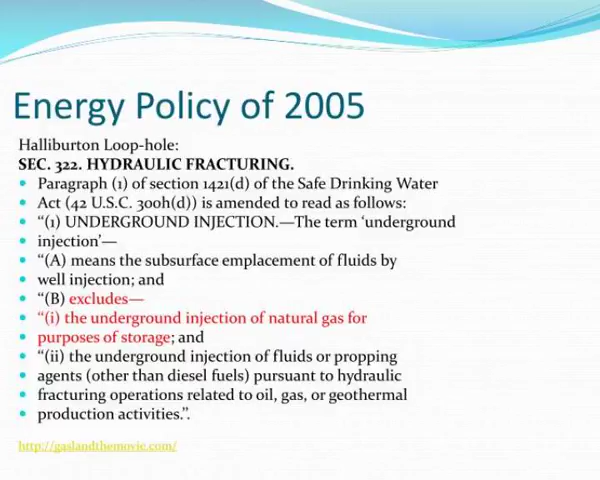 Energy Policy of 2005
Halliburton Loop-hole:
SEC. 322. HYDRAULIC FRACTURING.
• Paragraph (1) of section 1421(d) of the Safe Drinking Water
• Act (42 U.S.C. 300h(d)) is amended to read as follows:
• “(1) UNDERGROUND INJECTION.—The term ‘underground
• injection’—
• “(A) means the subsurface emplacement of fluids by
• well injection; and
• “(B) excludes—
• “(i) the underground injection of natural gas for
• purposes of storage; and
• “(ii) the underground injection of fluids or propping
• agents (other than diesel fuels) pursuant to hydraulic
• fracturing operations related to oil, gas, or geothermal
• production activities.”.
http://gaslandthemovie.com/